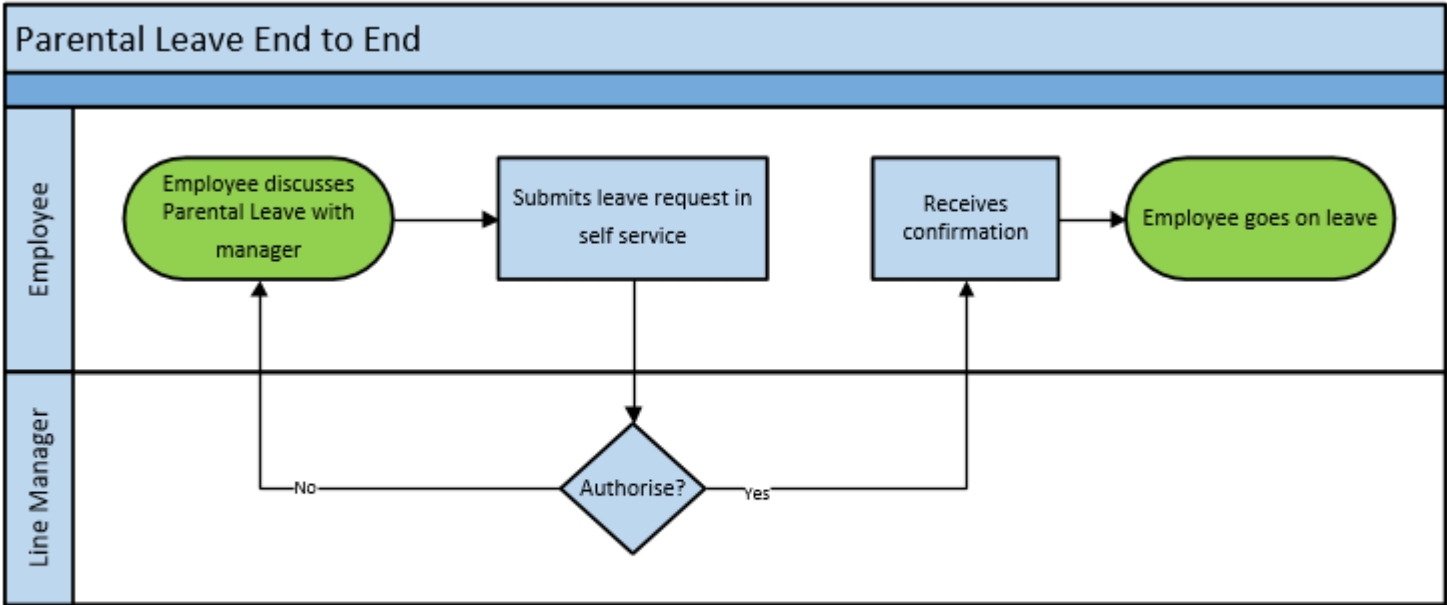 Parental Leave End to End
Employee
Employee discusses
Parental Leave with
manager
Submits leave request in
self service
Receives
confirmation
Employee goes on leave
Line Manager
No
Authorise?
Yes